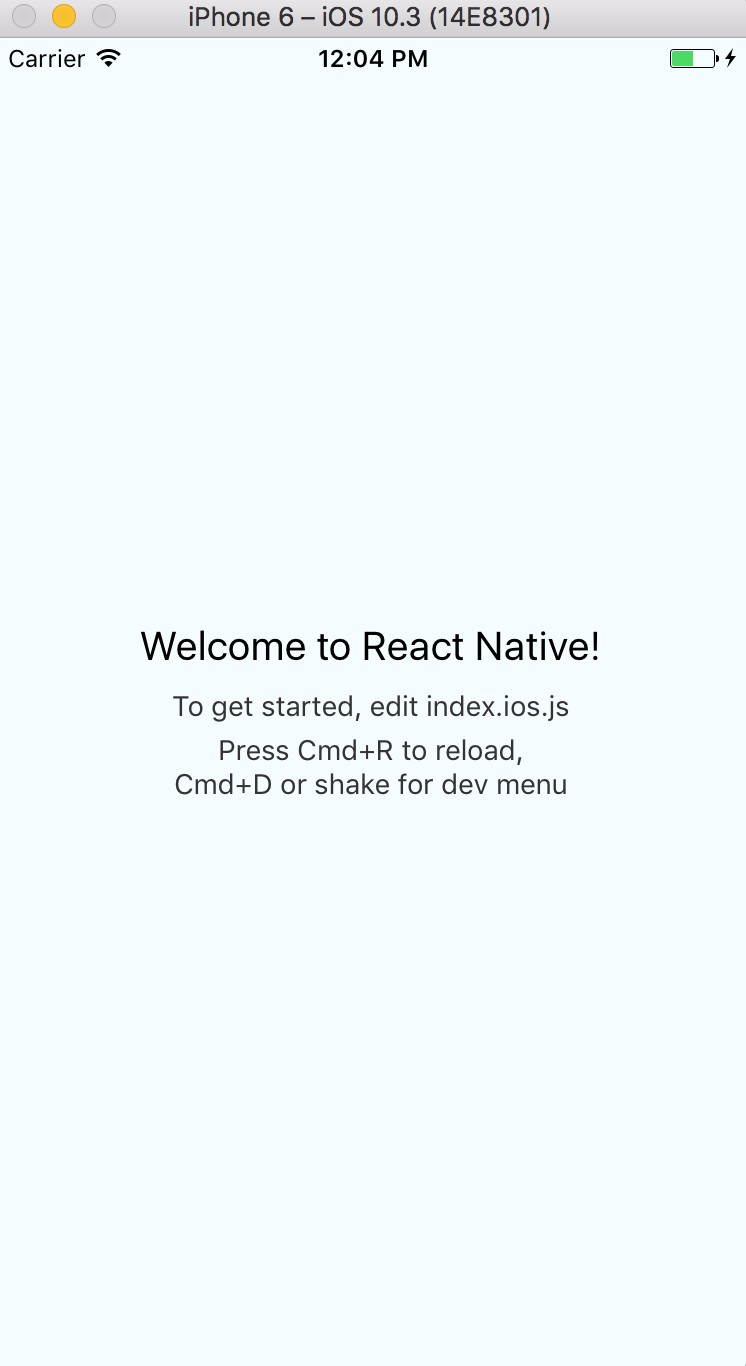 iPhone 6 – iOS 10.3 (14E8301)
Carrier 12:04 PM
Welcome to React Native!
To get started, edit index.ios.js
Press Cmd+R to reload,
Cmd+D or shake for dev menu